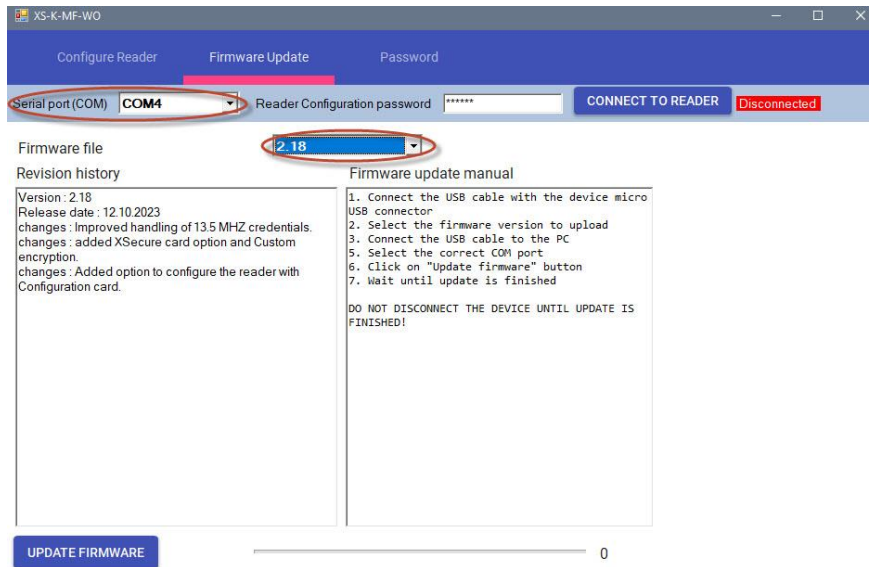 XS-K-MF-WO
Configure Reader Firmware Update Password
Serial port (COM) COM4 Reader Configuration password ****** CONNECT TO READER Disconnected
Firmware file 2.18
Revision history
Version : 2.18
Release date : 12.10.2023
changes : Improved handling of 13.5 MHZ credentials.
changes : added XSecure card option and Custom
encryption.
changes : Added option to configure the reader with
Configuration card.
Firmware update manual
1. Connect the USB cable with the device micro
USB connector
2. Select the firmware version to upload
3. Connect the USB cable to the PC
5. Select the correct COM port
6. Click on "Update firmware" button
7. Wait until update is finished
DO NOT DISCONNECT THE DEVICE UNTIL UPDATE IS
FINISHED!
UPDATE FIRMWARE 0